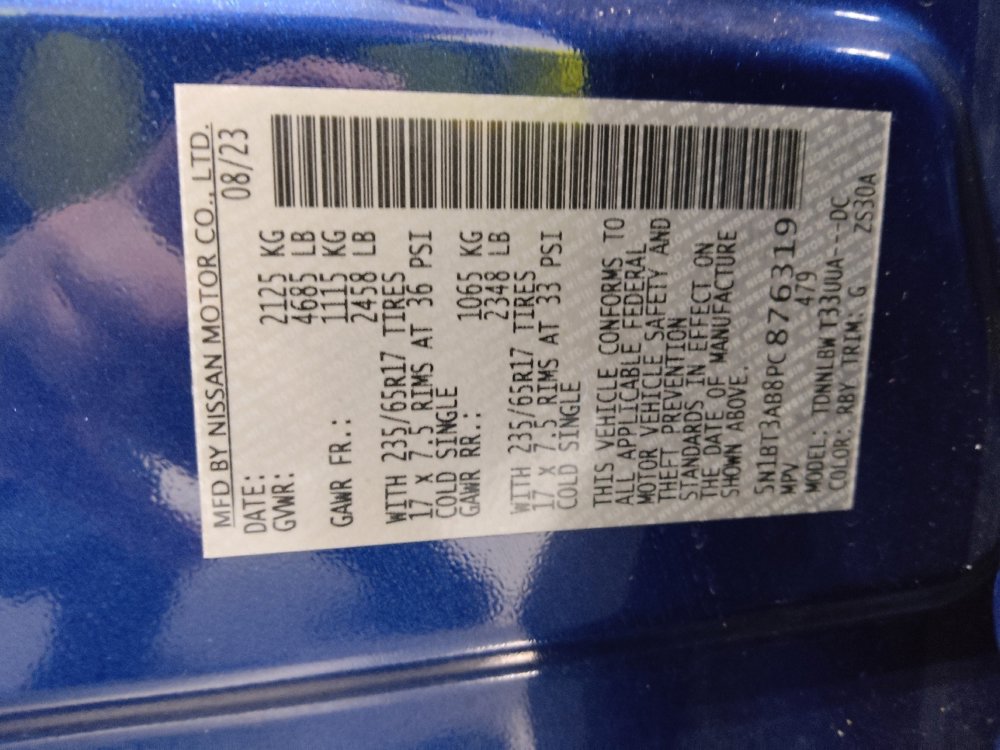 MFD BY NISSAN MOTOR CO., LTD.
DATE: 08/23
GVWR: 2125 KG
4685 LB
GAWR FR.: 1115 KG
2458 LB
WITH 235/65R17 TIRES
17 X 7.5 RIMS AT 36 PSI
COLD SINGLE
GAWR RR.: 1065 KG
2348 LB
WITH 235/65R17 TIRES
17 X 7.5 RIMS AT 33 PSI
COLD SINGLE
THIS VEHICLE CONFORMS TO
ALL APPLICABLE FEDERAL
MOTOR VEHICLE SAFETY AND
THEFT PREVENTION
STANDARDS IN EFFECT ON
THE DATE OF MANUFACTURE
SHOWN ABOVE.
5N1BT3A88PC876319
MPV 479
MODEL: TDNNLBWT33UUA---DC
COLOR: RBY TRIM: G 2S30A